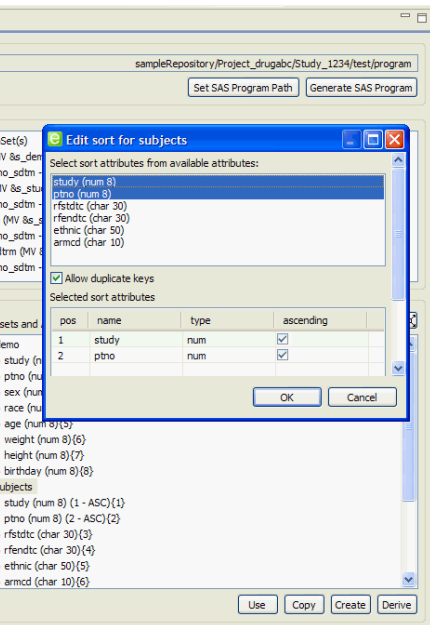 sampleRepository/Project_drugabc/Study_1234/test/program
Set SAS Program Path
Generate SAS Program
Set(s)
V &s_dem
no_sdtm -
V &s_stu
no_sdtm -
(MV &s_s
no_sdtm -
dtrm (MV &
no_sdtm -
e Edit sort for subjects
Select sort attributes from available attributes:
study (num 8)
ptno (num 8)
rfstdtc (char 30)
rfendtc (char 30)
ethnic (char 50)
armcd (char 10)
Allow duplicate keys
Selected sort attributes
pos name type ascending
1 study num
2 ptno num
OK Cancel
sets and
emo
study (n
ptno (nu
sex (num
race (nu
age (num 8){5}
weight (num 8){6}
height (num 8){7}
birthday (num 8){8}
ubjects
study (num 8) (1 - ASC){1}
ptno (num 8) (2 - ASC){2}
rfstdtc (char 30){3}
rfendtc (char 30){4}
ethnic (char 50){5}
armcd (char 10){6}
Use Copy Create Derive